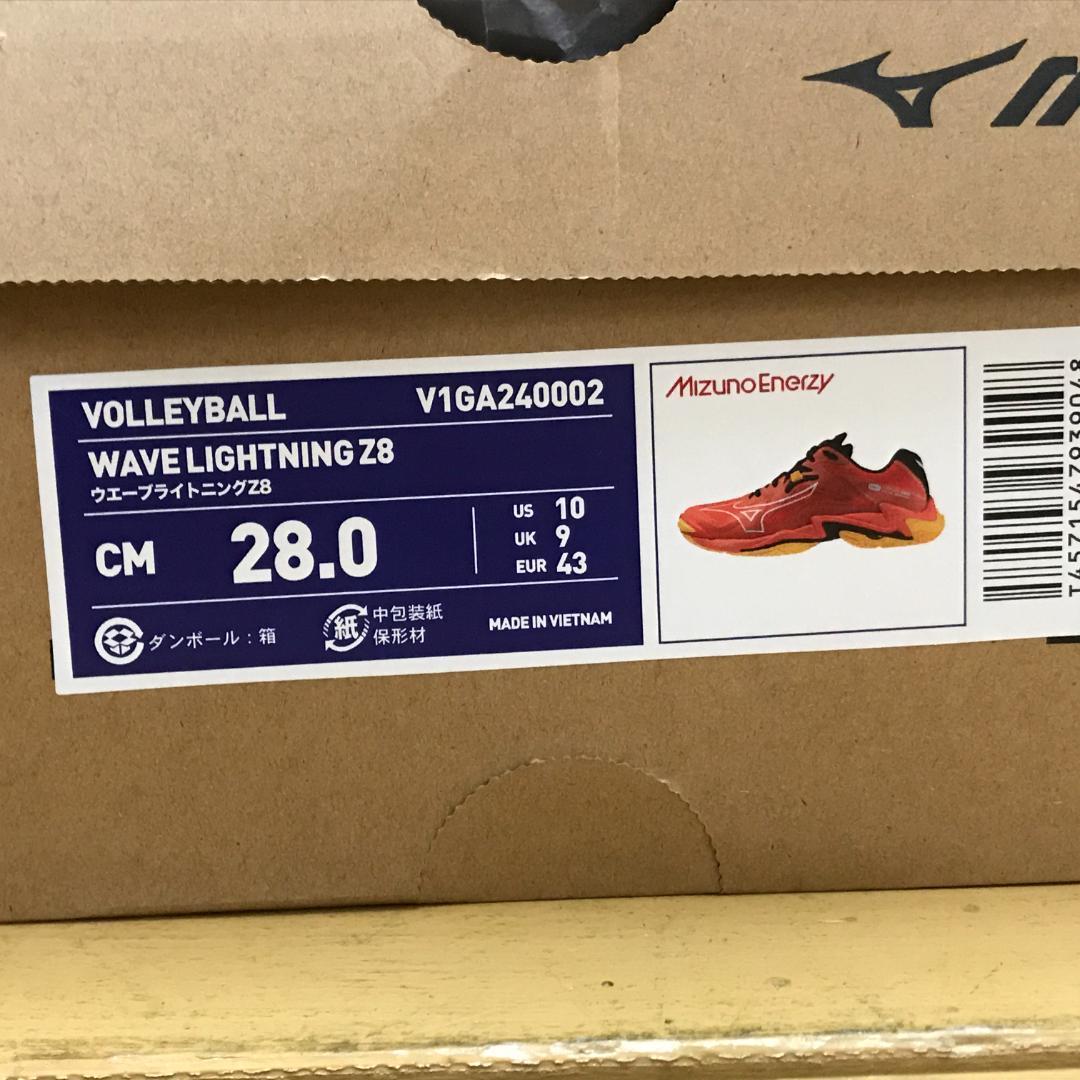 VOLLEYBALL V1GA240002
WAVE LIGHTNING Z8
ウエーブライトニングZ8
CM 28.0
US 10
UK 9
EUR 43
ダンボール：箱
紙 中包装紙
保形材
MADE IN VIETNAM
MizunoEnerzy